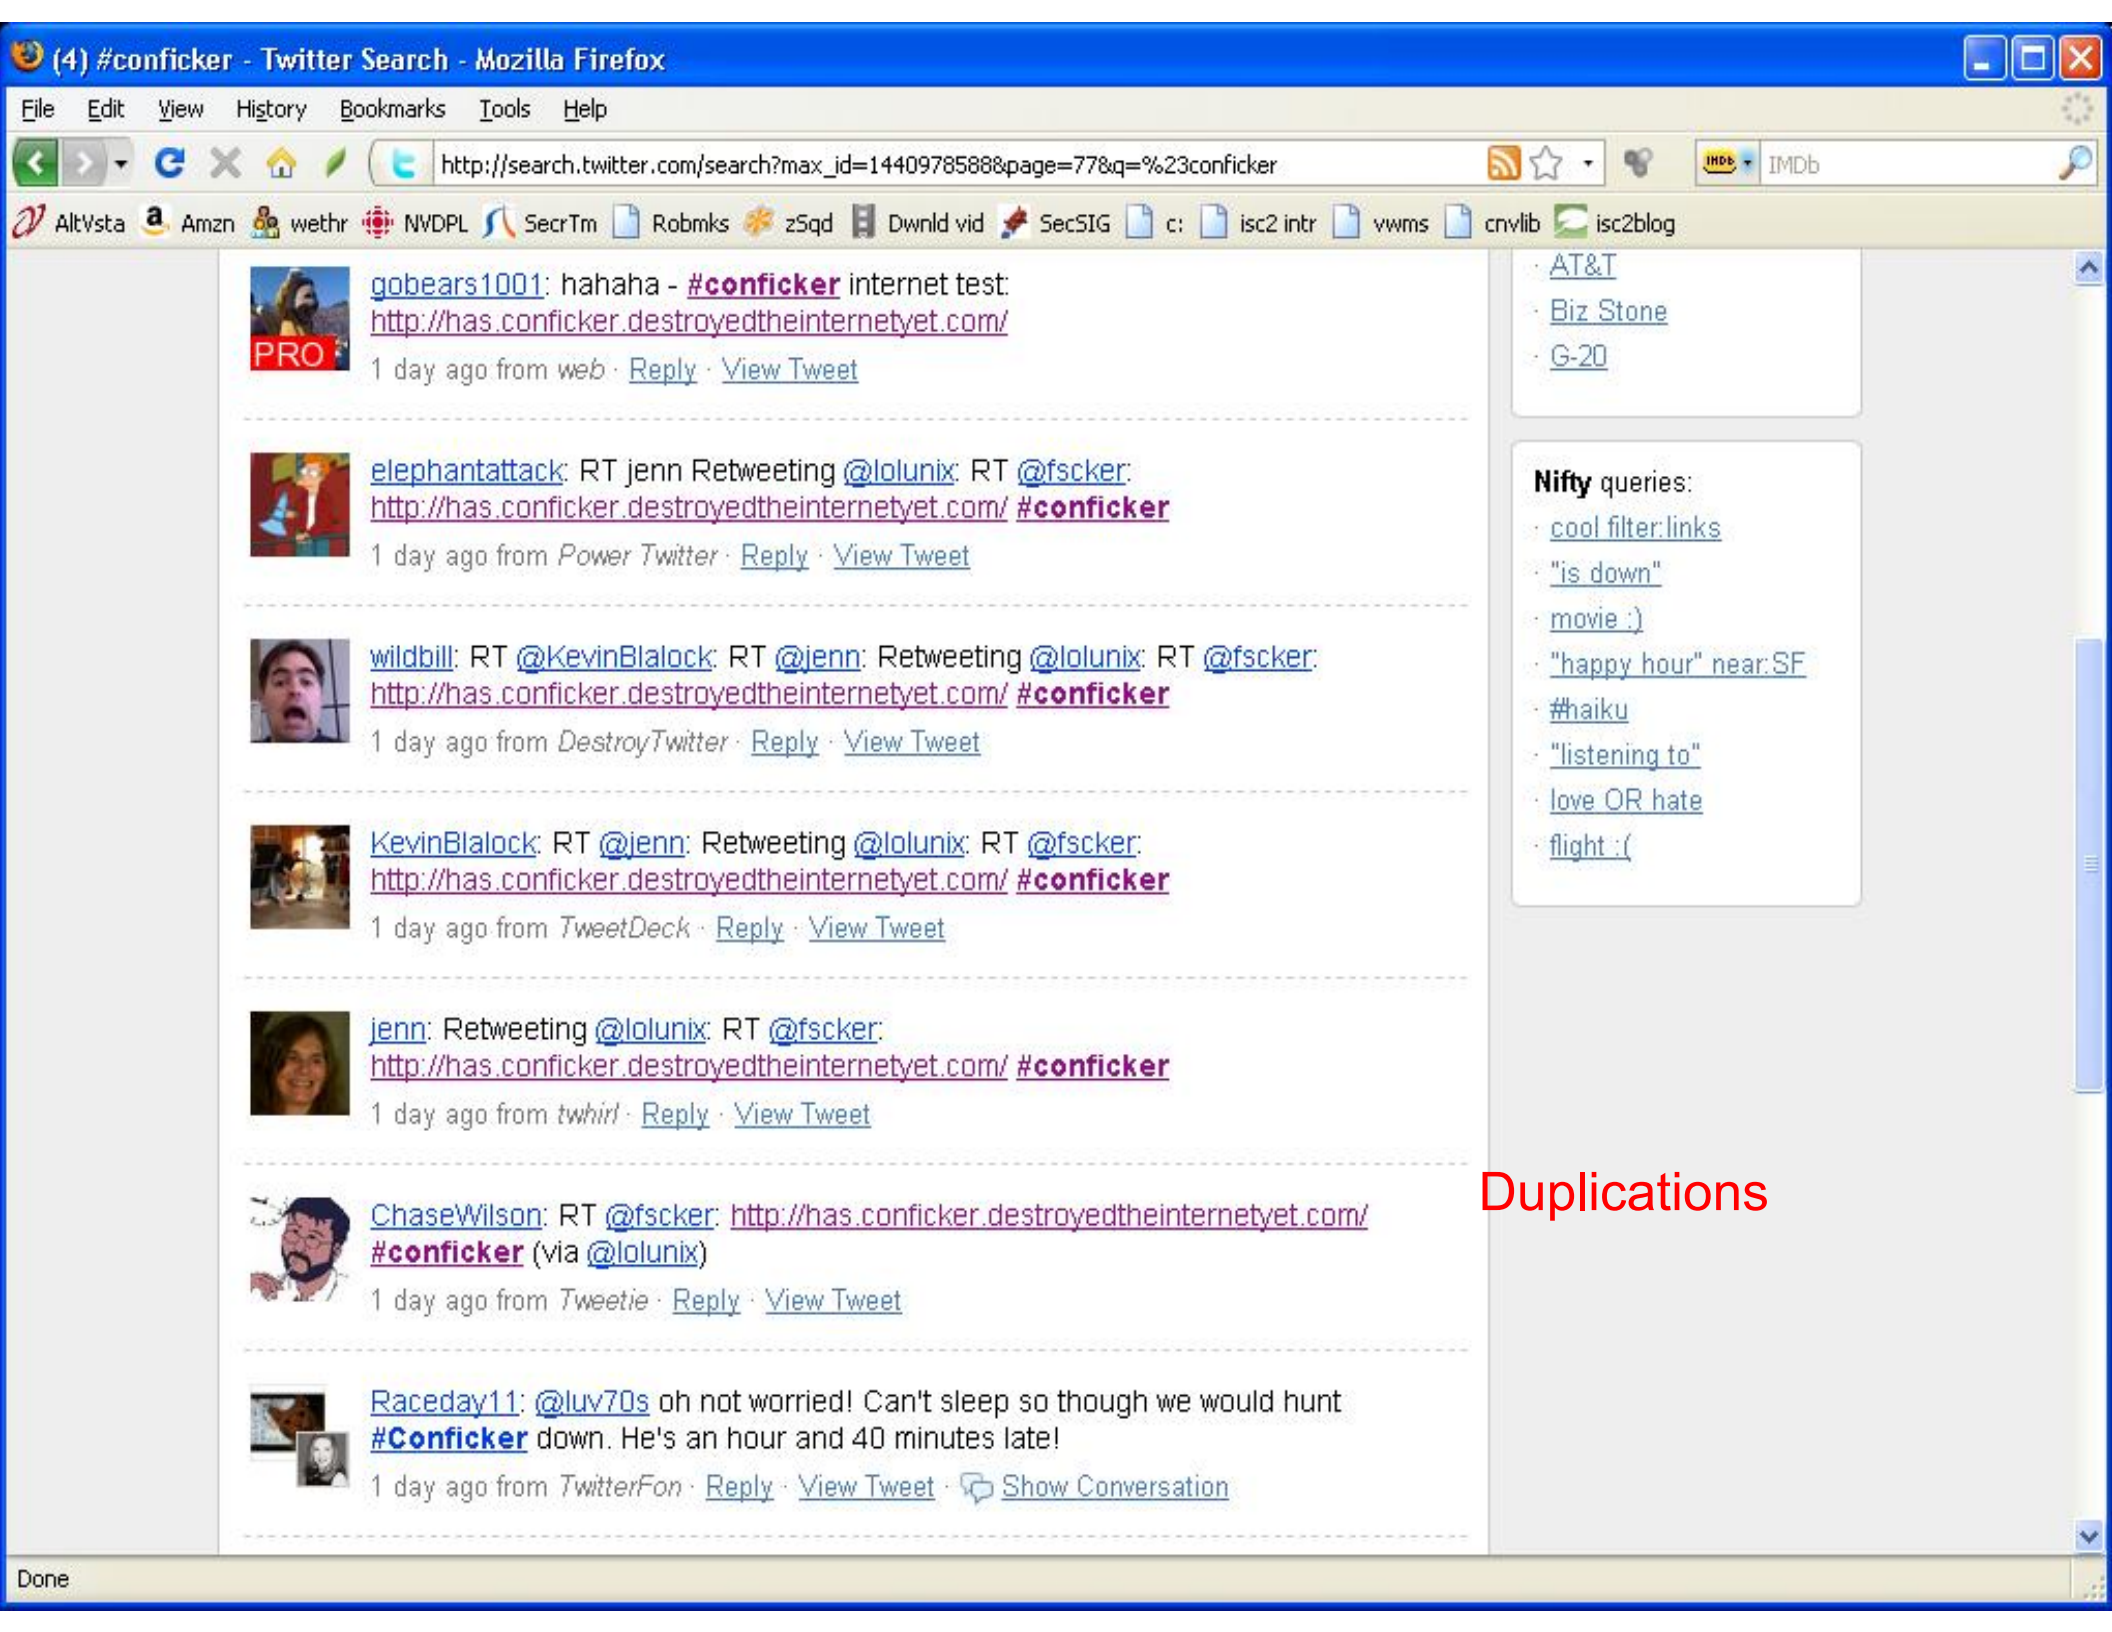 (4) #conficker - Twitter Search - Mozilla Firefox
File Edit View History Bookmarks Tools Help
http://search.twitter.com/search?max_id=1440978588&page=77&q=%23conficker
IMDb IMDb
AltVsta Amzn wethr NVDPL SecrTm Robmks zSqd Dwnld vid SecSIG c: isc2 intr vwms cnvlib isc2blog
gobears1001: hahaha - #conficker internet test:
http://has.conficker.destroyedtheinternetyet.com/
PRO
1 day ago from web · Reply · View Tweet
elephantattack: RT jenn Retweeting @lolunix: RT @fscker:
http://has.conficker.destroyedtheinternetyet.com/ #conficker
1 day ago from Power Twitter · Reply · View Tweet
wildbill: RT @KevinBlalock: RT @jenn: Retweeting @lolunix: RT @fscker:
http://has.conficker.destroyedtheinternetyet.com/ #conficker
1 day ago from DestroyTwitter · Reply · View Tweet
KevinBlalock: RT @jenn: Retweeting @lolunix: RT @fscker:
http://has.conficker.destroyedtheinternetyet.com/ #conficker
1 day ago from TweetDeck · Reply · View Tweet
jenn: Retweeting @lolunix: RT @fscker:
http://has.conficker.destroyedtheinternetyet.com/ #conficker
1 day ago from twhirl · Reply · View Tweet
ChaseWilson: RT @fscker: http://has.conficker.destroyedtheinternetyet.com/
#conficker (via @lolunix)
1 day ago from Tweetie · Reply · View Tweet
Raceday11: @luv70s oh not worried! Can't sleep so though we would hunt
#Conficker down. He's an hour and 40 minutes late!
1 day ago from TwitterFon · Reply · View Tweet · Show Conversation
· AT&T
· Biz Stone
· G-20
Nifty queries:
· cool filter:links
· "is down"
· movie :)
· "happy hour" near:SF
· #haiku
· "listening to"
· love OR hate
· flight :(
Duplications
Done